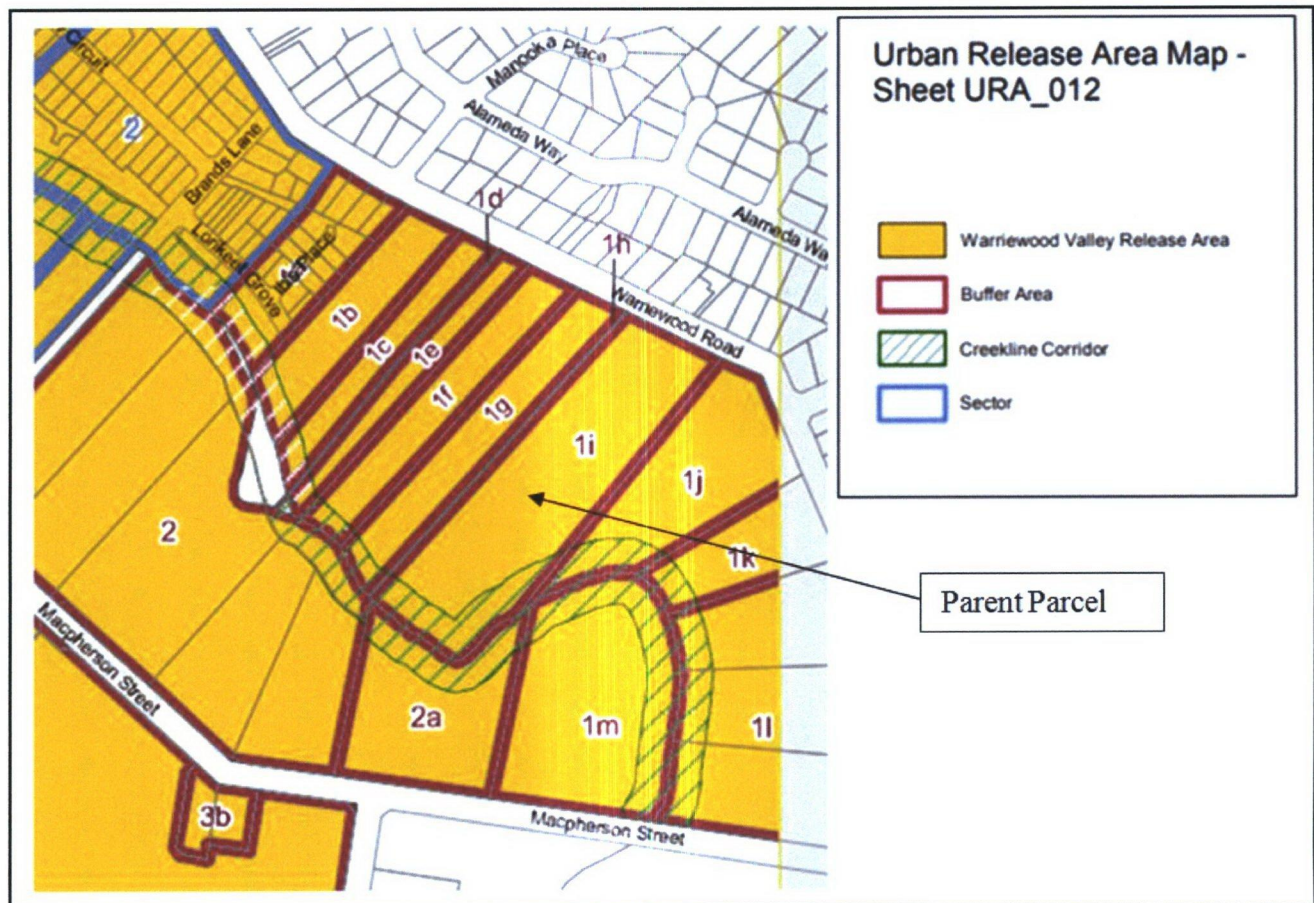 Urban Release Area Map -
Sheet URA_012
Warriewood Valley Release Area
Buffer Area
Creekline Corridor
Sector
Parent Parcel
Circuit
2
Brands Lane
Lorikeet Grove
Place
Manooka Place
Alameda Way
Alameda Wa
Warriewood Road
1d
1h
1b
1c
1e
1f
1g
1i
1j
1k
2
2a
1m
1l
3b
Macpherson Street
Macpherson Street